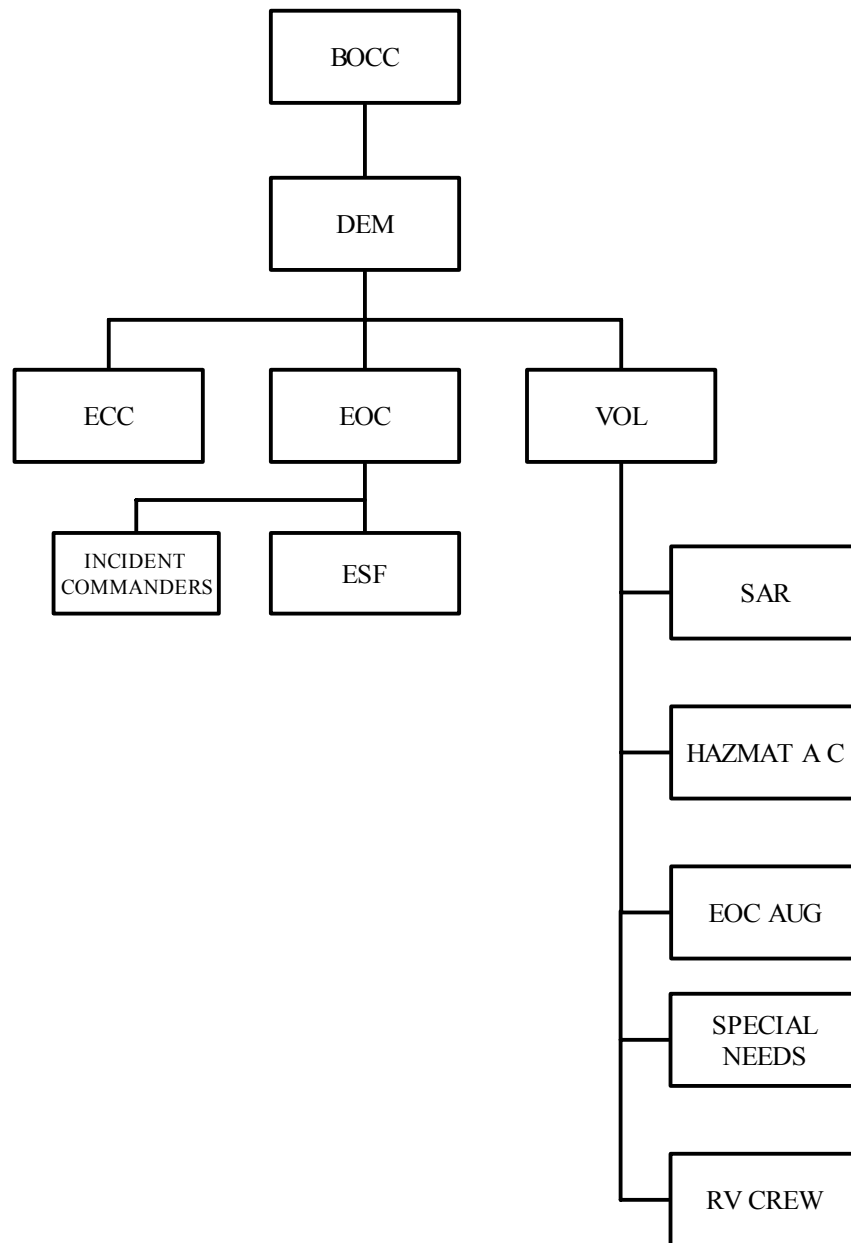 BOCC
DEM
ECC
EOC
VOL
INCIDENT
COMMANDERS
ESF
SAR
HAZMAT A C
EOC AUG
SPECIAL
NEEDS
RV CREW